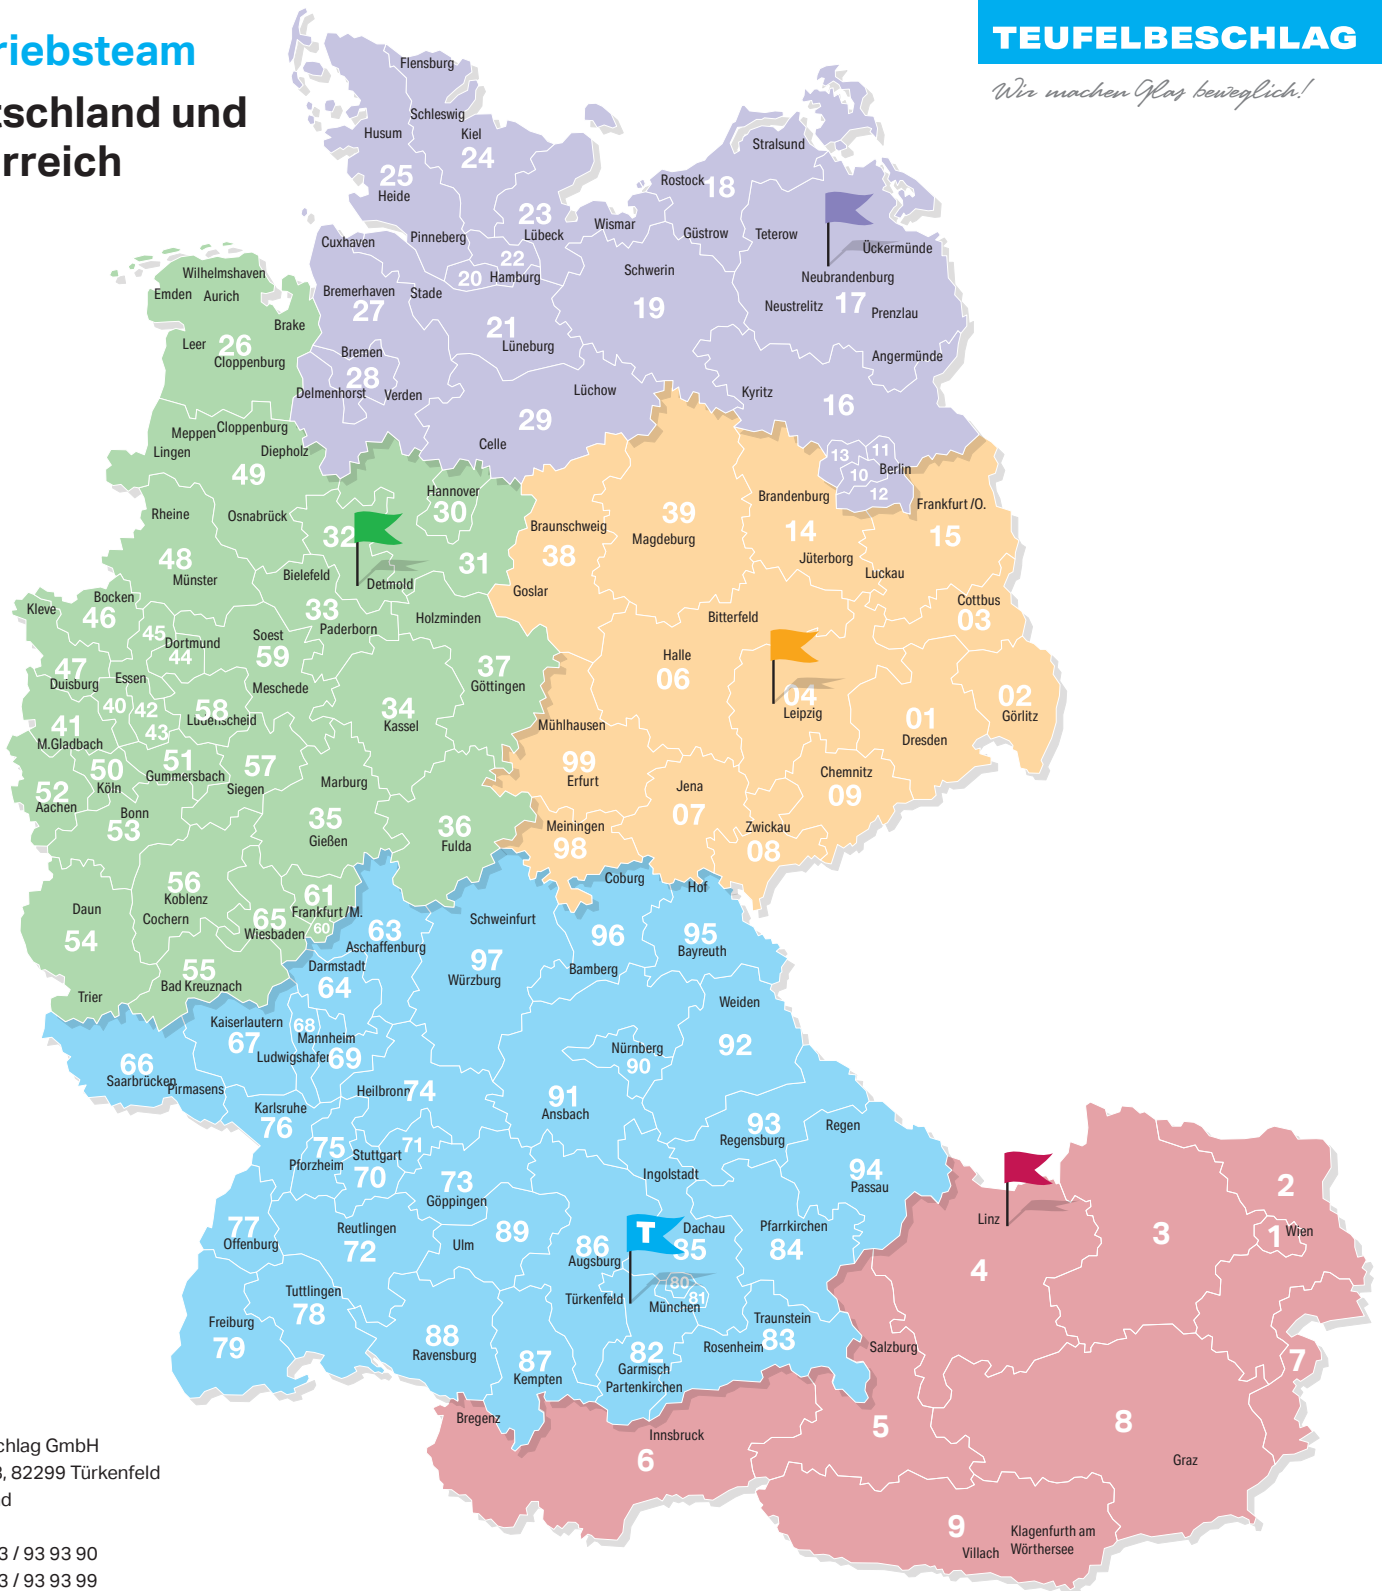 riebsteam
tschland und
rreich
TEUFELBESCHLAG
Wir machen Glas beweglich!
Flensburg
Schleswig
Husum
Kiel
24
25
Heide
23
Lübeck
Pinneberg
22
20
Hamburg
Stralsund
Rostock
18
Wismar
Güstrow
Teterow
Ückermünde
Neubrandenburg
17
Neustrelitz
Prenzlau
Angermünde
Schwerin
19
Cuxhaven
Bremerhaven
27
Stade
21
Lüneburg
Bremen
28
Delmenhorst
Verden
Lüchow
29
Celle
Kyritz
16
13
11
10
Berlin
12
Wilhelmshaven
Emden
Aurich
Brake
Leer
26
Cloppenburg
Meppen
Cloppenburg
Lingen
Diepholz
49
Rheine
Osnabrück
Hannover
30
32
31
48
Münster
Bielefeld
Detmold
Kleve
Bocken
46
33
Paderborn
Holzminden
45
Dortmund
44
Soest
59
Meschede
47
Duisburg
Essen
40
42
43
58
Lüdenscheid
41
M.Gladbach
37
Göttingen
34
Kassel
50
Köln
51
Gummersbach
57
Siegen
Marburg
52
Aachen
Bonn
53
35
Gießen
36
Fulda
56
Koblenz
Cochern
Daun
54
Trier
61
Frankfurt /M.
60
65
Wiesbaden
55
Bad Kreuznach
Braunschweig
38
Goslar
39
Magdeburg
Brandenburg
14
Jüterborg
Frankfurt /O.
15
Luckau
Cottbus
03
Bitterfeld
Halle
06
04
Leipzig
02
Görlitz
01
Dresden
Mühlhausen
99
Erfurt
Jena
07
Chemnitz
09
Meiningen
98
Zwickau
08
Coburg
Hof
63
Aschaffenburg
Schweinfurt
97
Würzburg
96
Bamberg
95
Bayreuth
Darmstadt
64
Weiden
92
Kaiserlautern
67
68
Mannheim
Ludwigshafen
69
Nürnberg
90
66
Saarbrücken
Pirmasens
Heilbronn
74
91
Ansbach
Karlsruhe
76
93
Regensburg
Regen
75
Pforzheim
Stuttgart
70
71
Ingolstadt
94
Passau
73
Göppingen
77
Offenburg
Reutlingen
72
Ulm
89
86
Augsburg
T
Dachau
85
Pfarrkirchen
84
80
81
Türkenfeld
München
Tuttlingen
78
Freiburg
79
88
Ravensburg
87
Kempten
82
Garmisch
Partenkirchen
Traunstein
Rosenheim
83
Linz
4
3
2
1
Wien
Salzburg
7
Bregenz
Innsbruck
6
5
8
Graz
9
Villach
Klagenfurth am
Wörthersee
chlag GmbH
3, 82299 Türkenfeld
nd
3 / 93 93 90
3 / 93 93 99